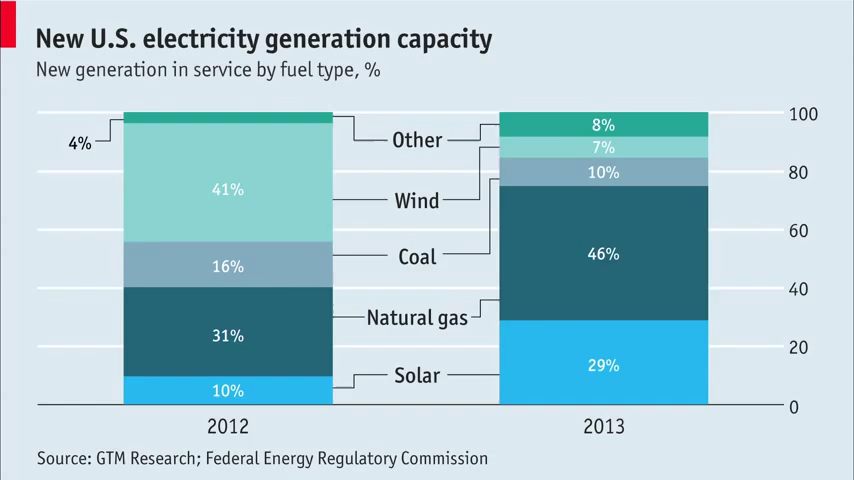 New U.S. electricity generation capacity
New generation in service by fuel type, %
4%
41%
16%
31%
10%
Other
Wind
Coal
Natural gas
Solar
8%
7%
10%
46%
29%
100
80
60
40
20
0
2012
2013
Source: GTM Research; Federal Energy Regulatory Commission